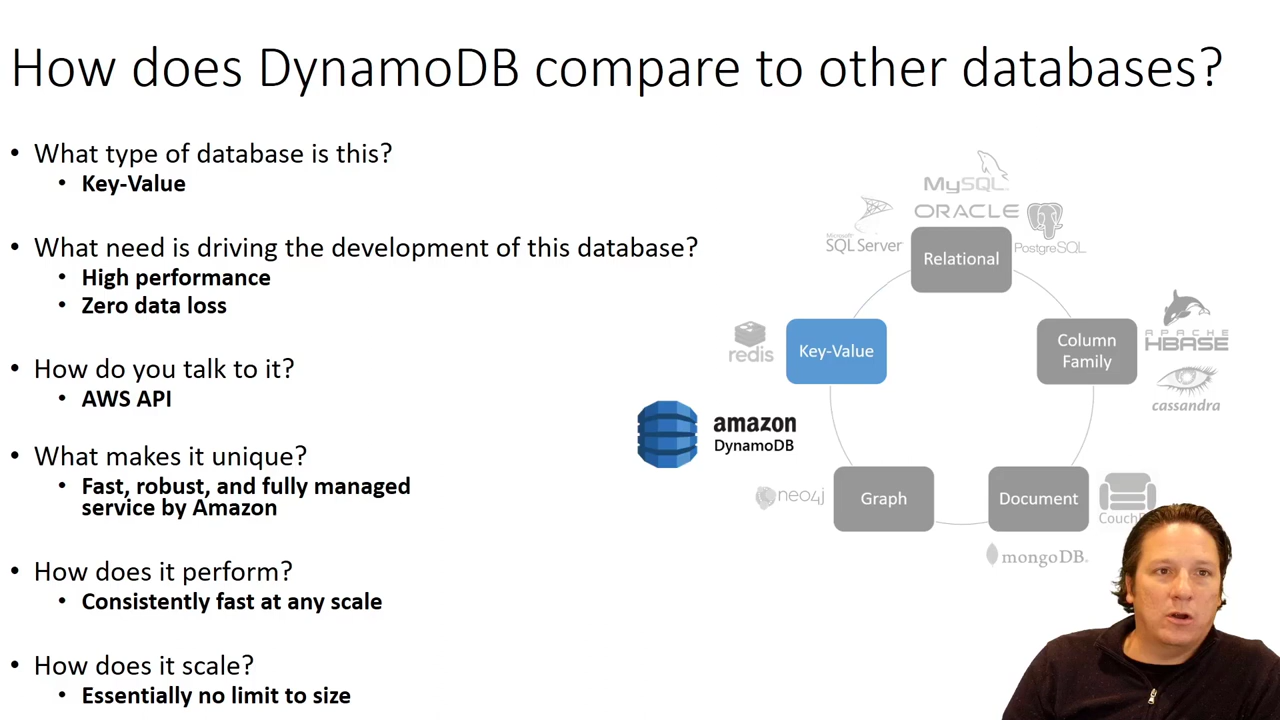 How does DynamoDB compare to other databases?
• What type of database is this?
• Key-Value
• What need is driving the development of this database?
• High performance
• Zero data loss
• How do you talk to it?
• AWS API
• What makes it unique?
• Fast, robust, and fully managed
service by Amazon
• How does it perform?
• Consistently fast at any scale
• How does it scale?
• Essentially no limit to size
MySQL
ORACLE
Microsoft
SQL Server
PostgreSQL
Relational
redis
Key-Value
Column
Family
APACHE
HBASE
cassandra
amazon
DynamoDB
neo4j
Graph
Document
mongoDB